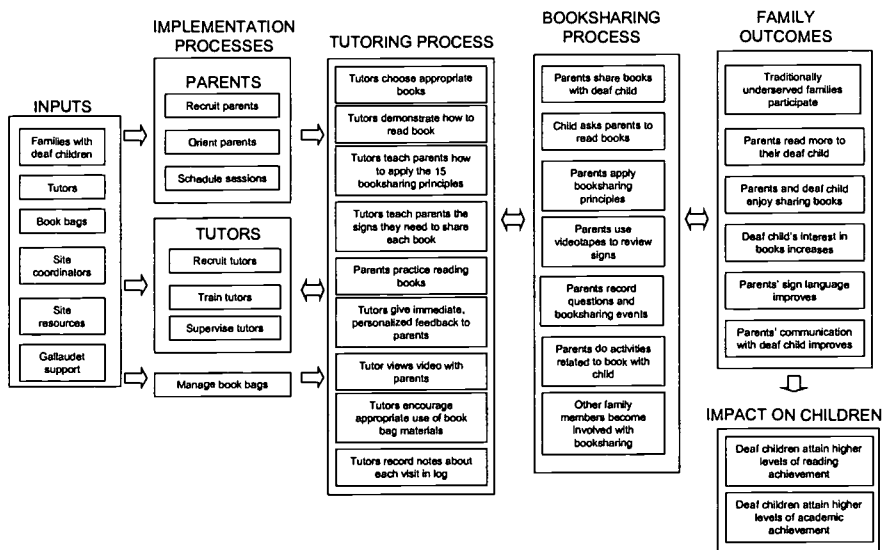 INPUTS
Families with
deaf children
Tutors
Book bags
Site
coordinators
Site
resources
Gallaudet
support
IMPLEMENTATION
PROCESSES
PARENTS
Recruit parents
Orient parents
Schedule sessions
TUTORS
Recruit tutors
Train tutors
Supervise tutors
Manage book bags
TUTORING PROCESS
Tutors choose appropriate
books
Tutors demonstrate how to
read book
Tutors teach parents how
to apply the 15
booksharing principles
Tutors teach parents the
signs they need to share
each book
Parents practice reading
books
Tutors give immediate,
personalized feedback to
parents
Tutor views video with
parents
Tutors encourage
appropriate use of book
bag materials
Tutors record notes about
each visit in log
BOOKSHARING
PROCESS
Parents share books
with deaf child
Child asks parents to
read books
Parents apply
booksharing
principles
Parents use
videotapes to review
signs
Parents record
questions and
booksharing events
Parents do activities
related to book with
child
Other family
members become
involved with
booksharing
FAMILY
OUTCOMES
Traditionally
underserved families
participate
Parents read more to
their deaf child
Parents and deaf child
enjoy sharing books
Deaf child's interest in
books increases
Parents' sign language
improves
Parents' communication
with deaf child improves
IMPACT ON CHILDREN
Deaf children attain higher
levels of reading
achievement
Deaf children attain higher
levels of academic
achievement